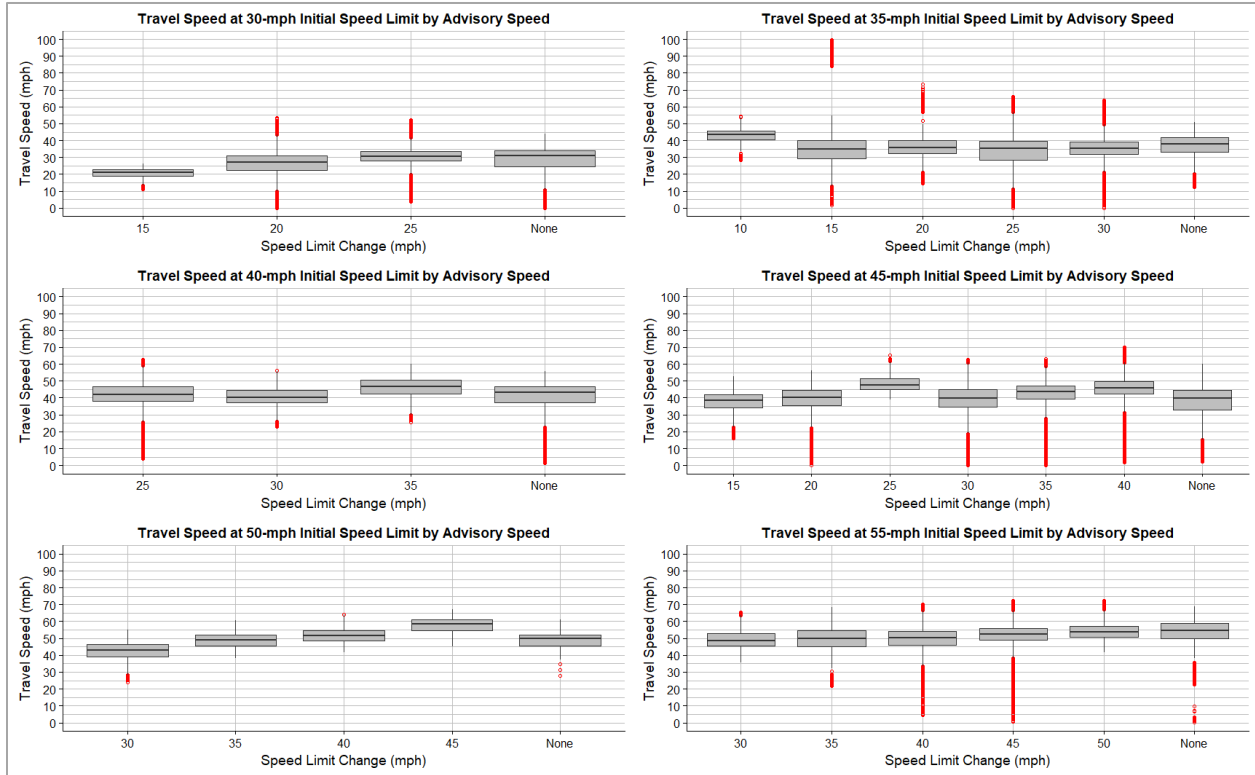 Travel Speed at 30-mph Initial Speed Limit by Advisory Speed
Travel Speed (mph)
100
90
80
70
60
50
40
30
20
10
0
15 20 25 None
Speed Limit Change (mph)
Travel Speed at 35-mph Initial Speed Limit by Advisory Speed
Travel Speed (mph)
100
90
80
70
60
50
40
30
20
10
0
10 15 20 25 30 None
Speed Limit Change (mph)
Travel Speed at 40-mph Initial Speed Limit by Advisory Speed
Travel Speed (mph)
100
90
80
70
60
50
40
30
20
10
0
25 30 35 None
Speed Limit Change (mph)
Travel Speed at 45-mph Initial Speed Limit by Advisory Speed
Travel Speed (mph)
100
90
80
70
60
50
40
30
20
10
0
15 20 25 30 35 40 None
Speed Limit Change (mph)
Travel Speed at 50-mph Initial Speed Limit by Advisory Speed
Travel Speed (mph)
100
90
80
70
60
50
40
30
20
10
0
30 35 40 45 None
Speed Limit Change (mph)
Travel Speed at 55-mph Initial Speed Limit by Advisory Speed
Travel Speed (mph)
100
90
80
70
60
50
40
30
20
10
0
30 35 40 45 50 None
Speed Limit Change (mph)